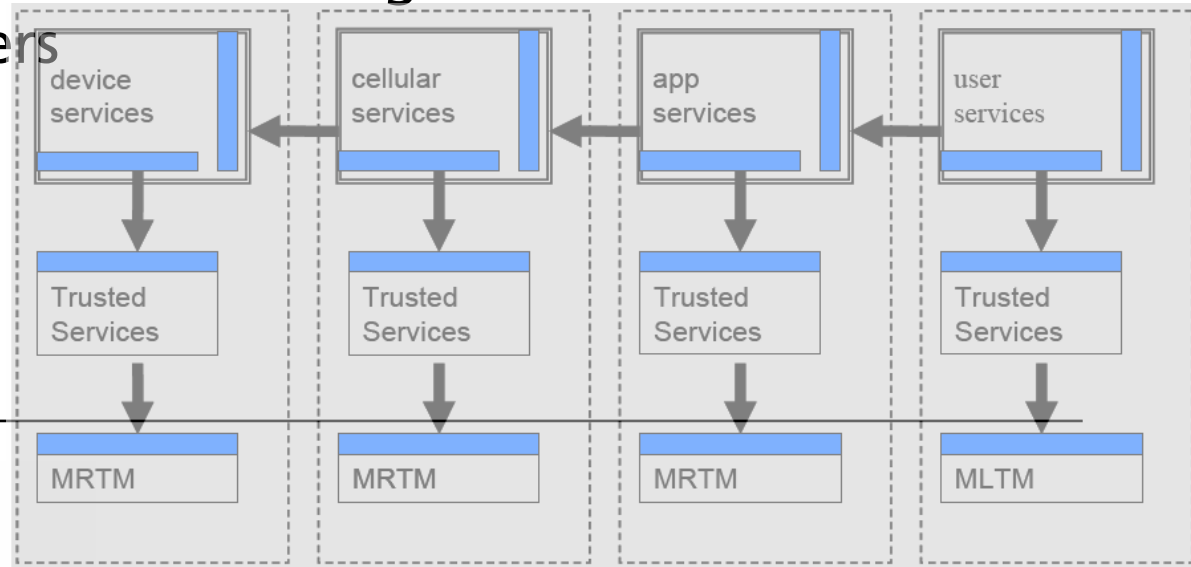 ers
device
services
cellular
services
app
services
user
services
Trusted
Services
Trusted
Services
Trusted
Services
Trusted
Services
MRTM
MRTM
MRTM
MLTM